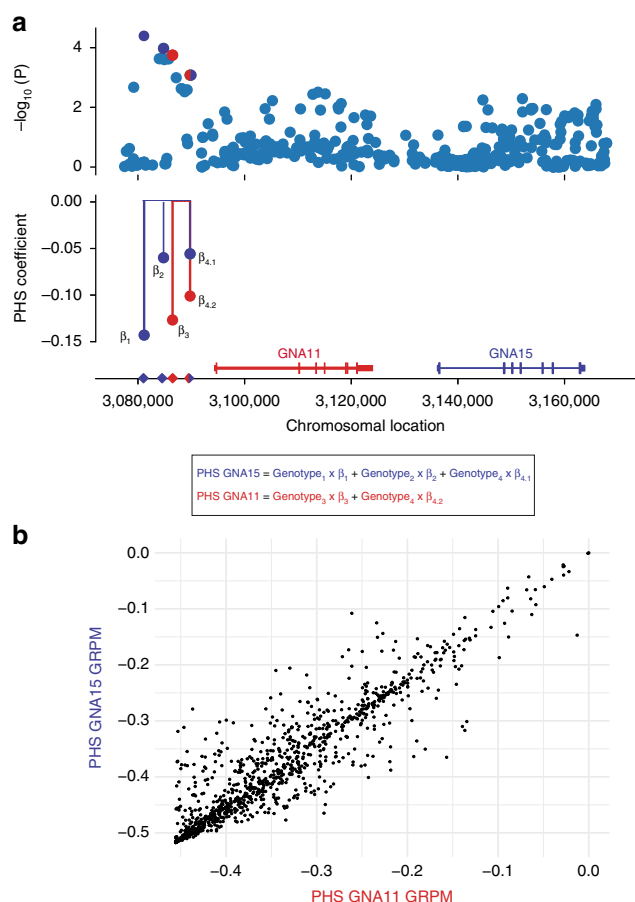 a
–log10 (P)
4
2
0
PHS coefficient
0.00
–0.05
–0.10
–0.15
β1
β2
β3
β4.1
β4.2
GNA11
GNA15
3,080,000 3,100,000 3,120,000 3,140,000 3,160,000
Chromosomal location
PHS GNA15 = Genotype1 x β1 + Genotype2 x β2 + Genotype4 x β4.1
PHS GNA11 = Genotype3 x β3 + Genotype4 x β4.2
b
PHS GNA15 GRPM
0.0
–0.1
–0.2
–0.3
–0.4
–0.5
–0.4 –0.3 –0.2 –0.1 0.0
PHS GNA11 GRPM